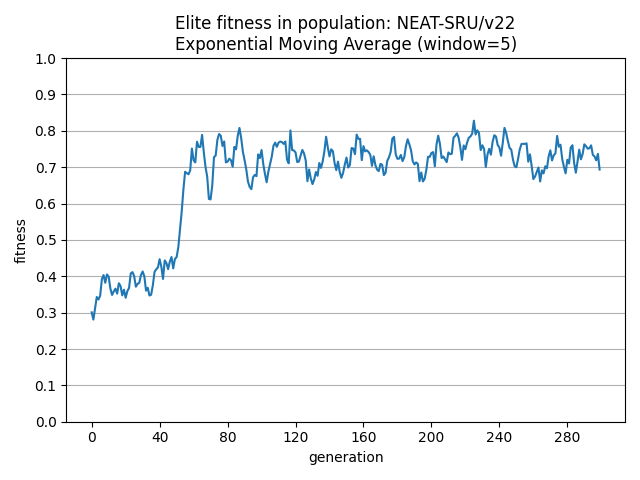 Elite fitness in population: NEAT-SRU/v22
Exponential Moving Average (window=5)
1.0
0.9
0.8
0.7
0.6
0.5
0.4
0.3
0.2
0.1
0.0
fitness
0 40 80 120 160 200 240 280
generation